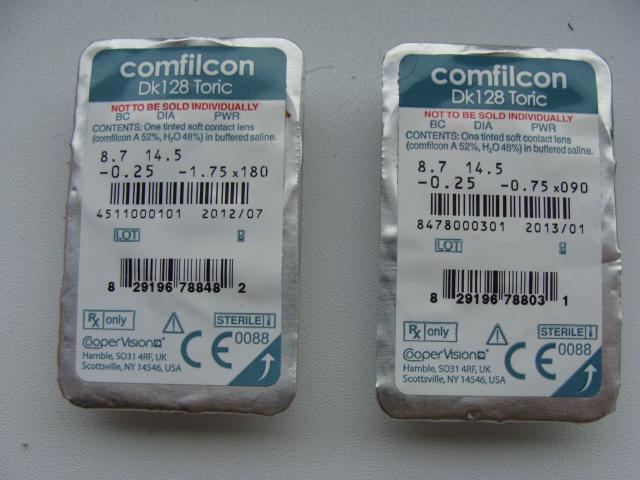 comfilcon
Dk128 Toric
NOT TO BE SOLD INDIVIDUALLY
BC DIA PWR
CONTENTS: One tinted soft contact lens
(comfilcon A 52%, H₂O 48%) in buffered saline.
8.7 14.5
-0.25 -1.75x180
4511000101 2012/07
LOT
8 29196 78848 2
Rx only
STERILE
CE 0088
CooperVision
Hamble, SO31 4RF, UK
Scottsville, NY 14546, USA
comfilcon
Dk128 Toric
NOT TO BE SOLD INDIVIDUALLY
BC DIA PWR
CONTENTS: One tinted soft contact lens
(comfilcon A 52%, H₂O 48%) in buffered saline.
8.7 14.5
-0.25 -0.75x090
8478000301 2013/01
LOT
8 29196 78803 1
Rx only
STERILE
CE 0088
CooperVision
Hamble, SO31 4RF, UK
Scottsville, NY 14546, USA